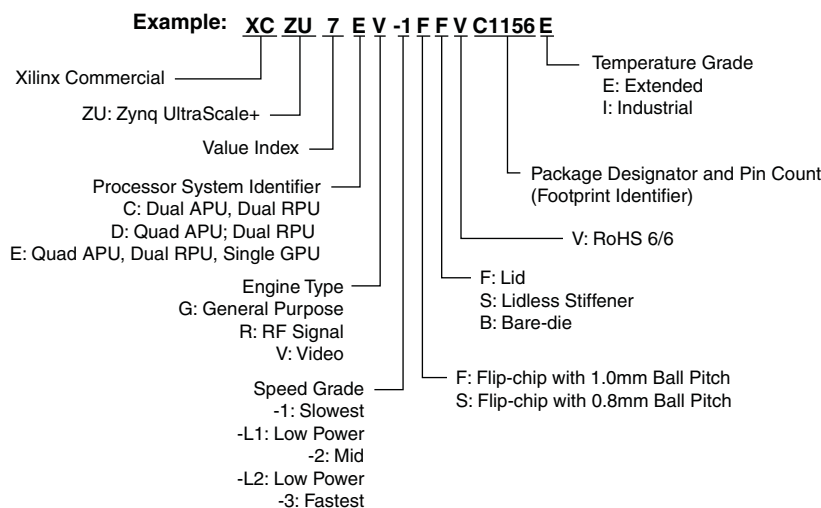 Example: XC ZU 7 E V -1 F F V C1156 E
Xilinx Commercial
ZU: Zynq UltraScale+
Value Index
Processor System Identifier
C: Dual APU, Dual RPU
D: Quad APU; Dual RPU
E: Quad APU, Dual RPU, Single GPU
Engine Type
G: General Purpose
R: RF Signal
V: Video
Speed Grade
-1: Slowest
-L1: Low Power
-2: Mid
-L2: Low Power
-3: Fastest
Temperature Grade
E: Extended
I: Industrial
Package Designator and Pin Count
(Footprint Identifier)
V: RoHS 6/6
F: Lid
S: Lidless Stiffener
B: Bare-die
F: Flip-chip with 1.0mm Ball Pitch
S: Flip-chip with 0.8mm Ball Pitch